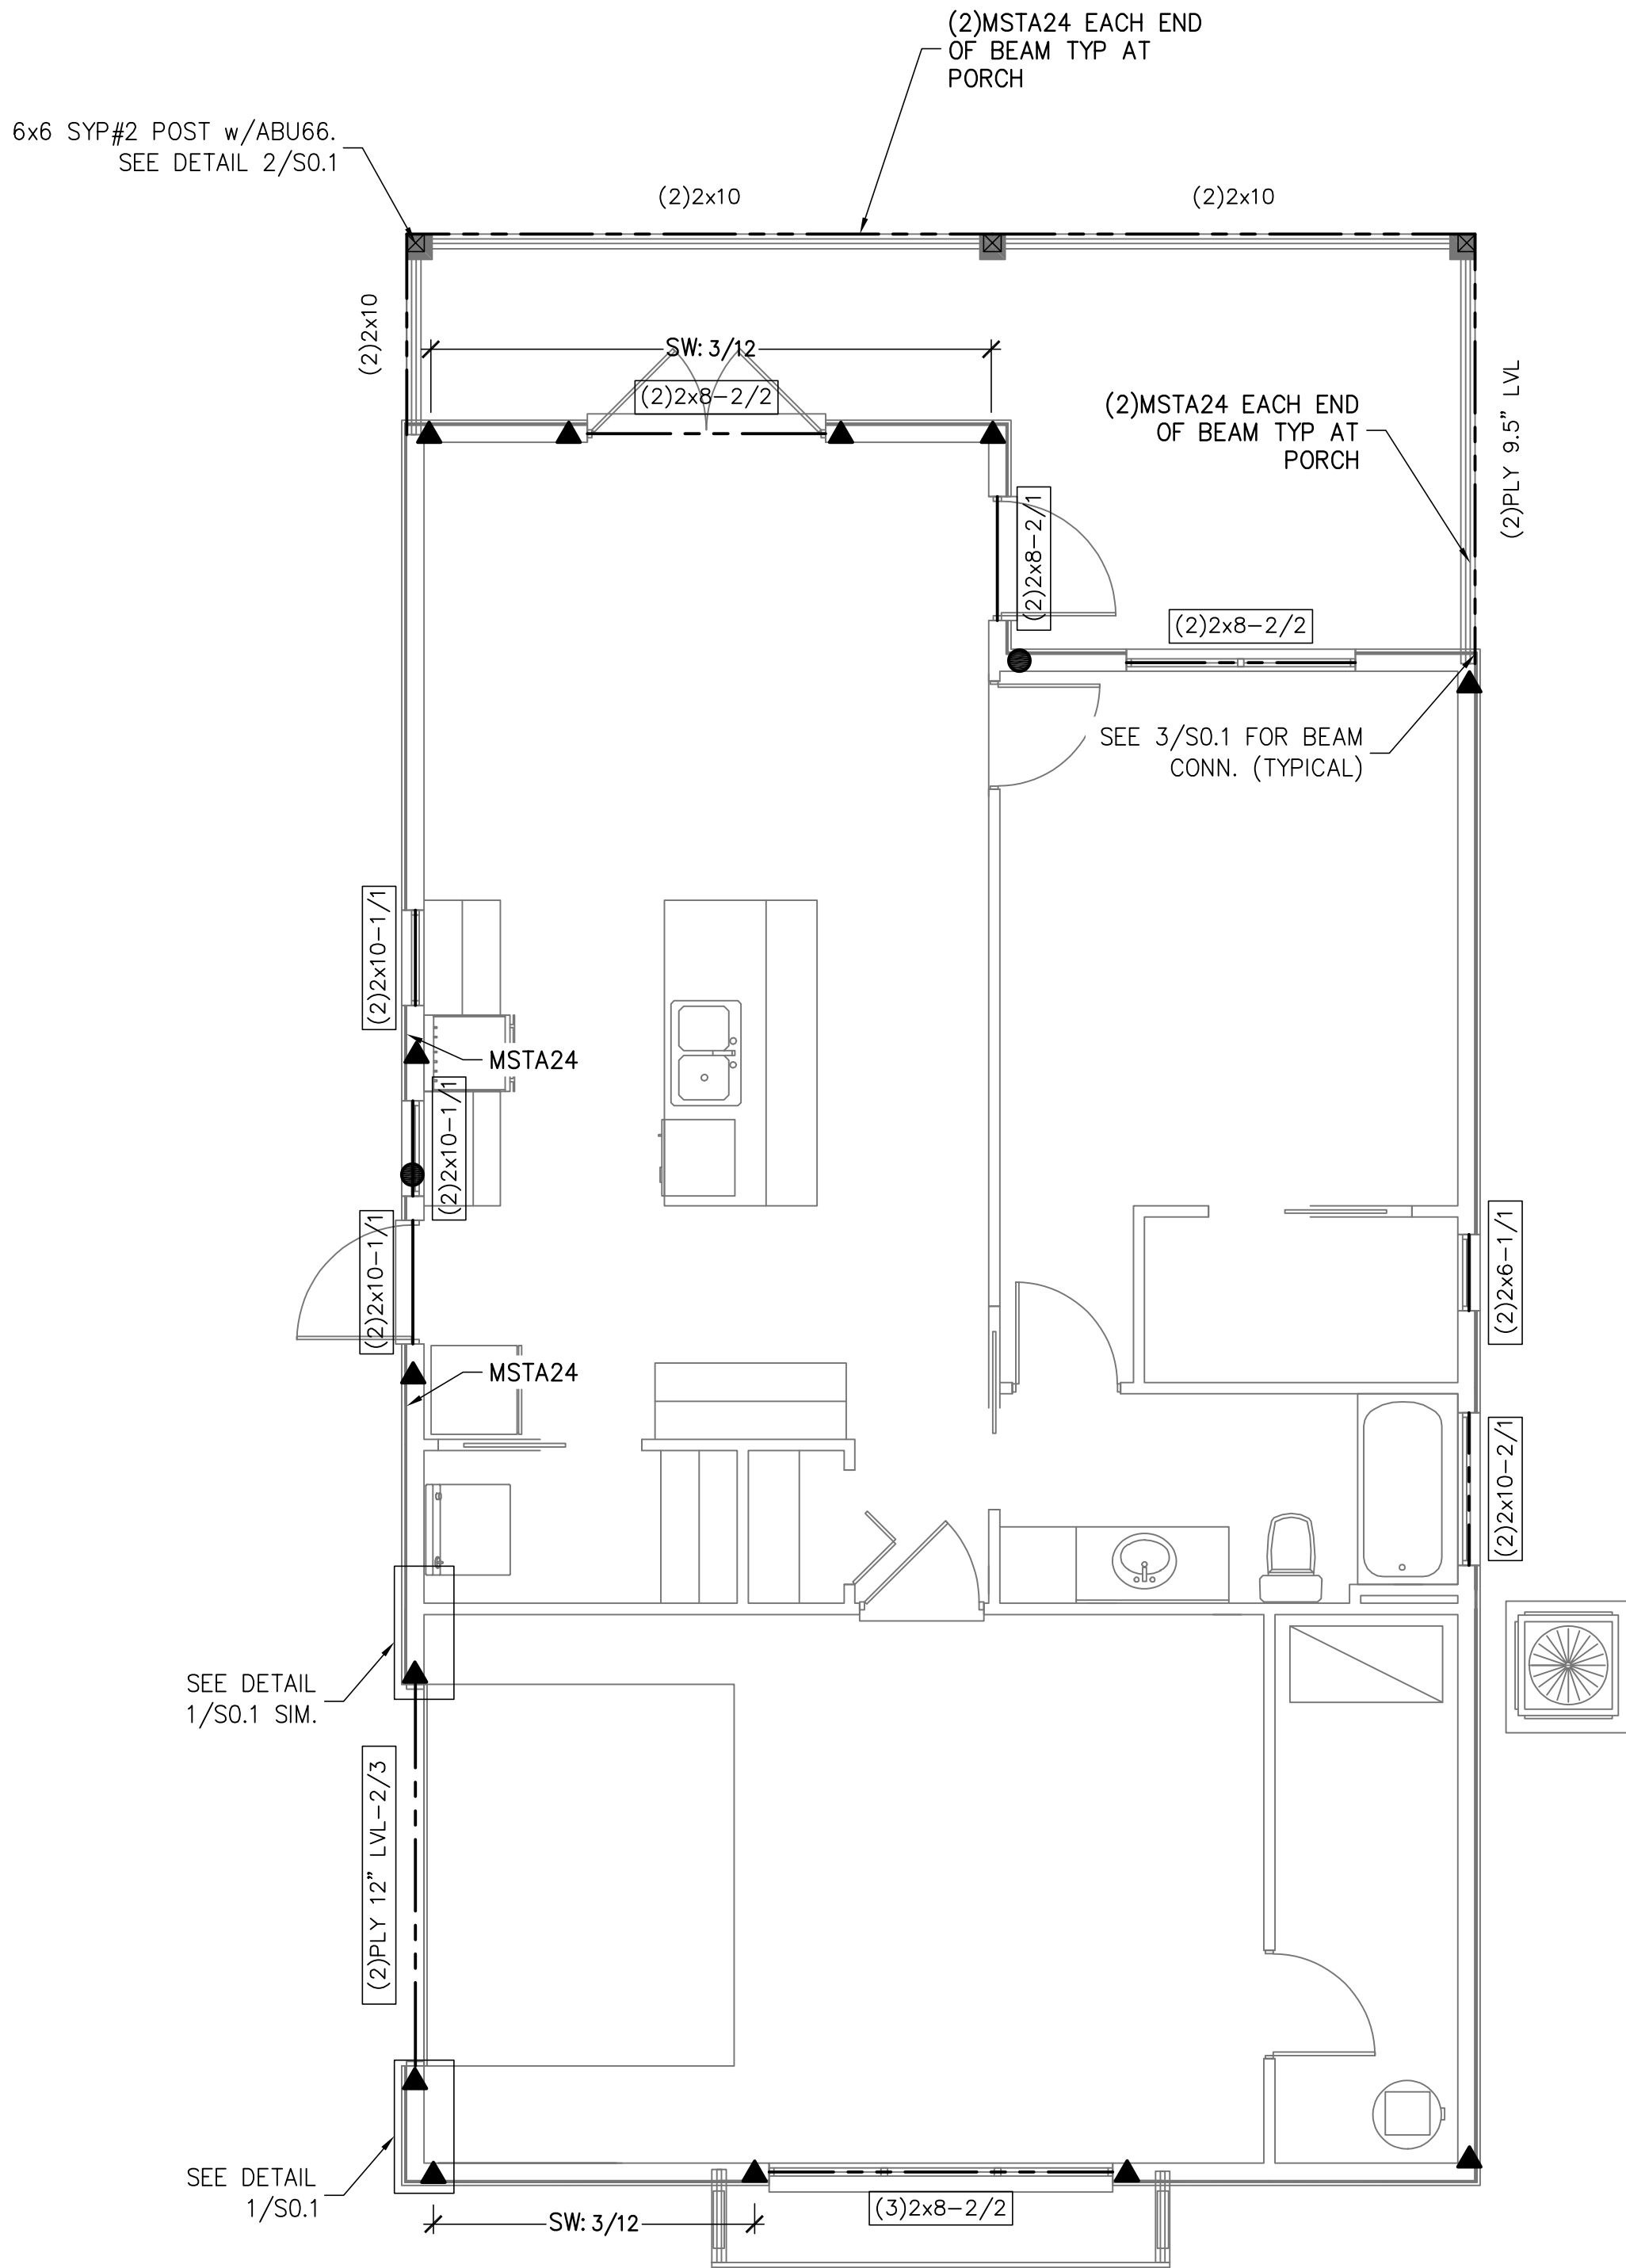 (2)MSTA24 EACH END
OF BEAM TYP AT
PORCH
6x6 SYP#2 POST w/ABU66.
SEE DETAIL 2/S0.1
(2)2x10
(2)2x10
(2)2x10
SW: 3/12
(2)2x8-2/2
(2)MSTA24 EACH END
OF BEAM TYP AT
PORCH
(2)PLY 9.5" LVL
(2)2x8-2/1
(2)2x8-2/2
SEE 3/S0.1 FOR BEAM
CONN. (TYPICAL)
(2)2x10-1/1
MSTA24
(2)2x10-1/1
(2)2x10-1/1
(2)2x6-1/1
MSTA24
(2)2x10-2/1
SEE DETAIL
1/S0.1 SIM.
(2)PLY 12" LVL-2/3
SEE DETAIL
1/S0.1
SW: 3/12
(3)2x8-2/2